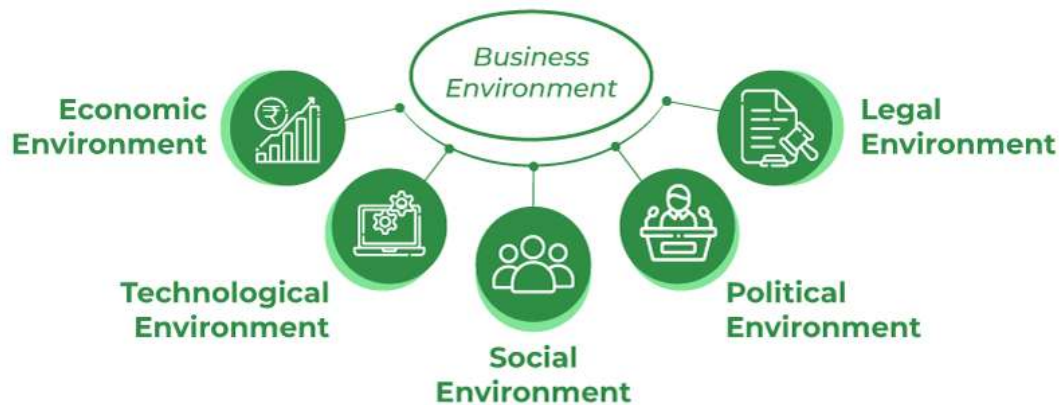 Business
Environment
Economic
Environment
Technological
Environment
Social
Environment
Political
Environment
Legal
Environment
₹